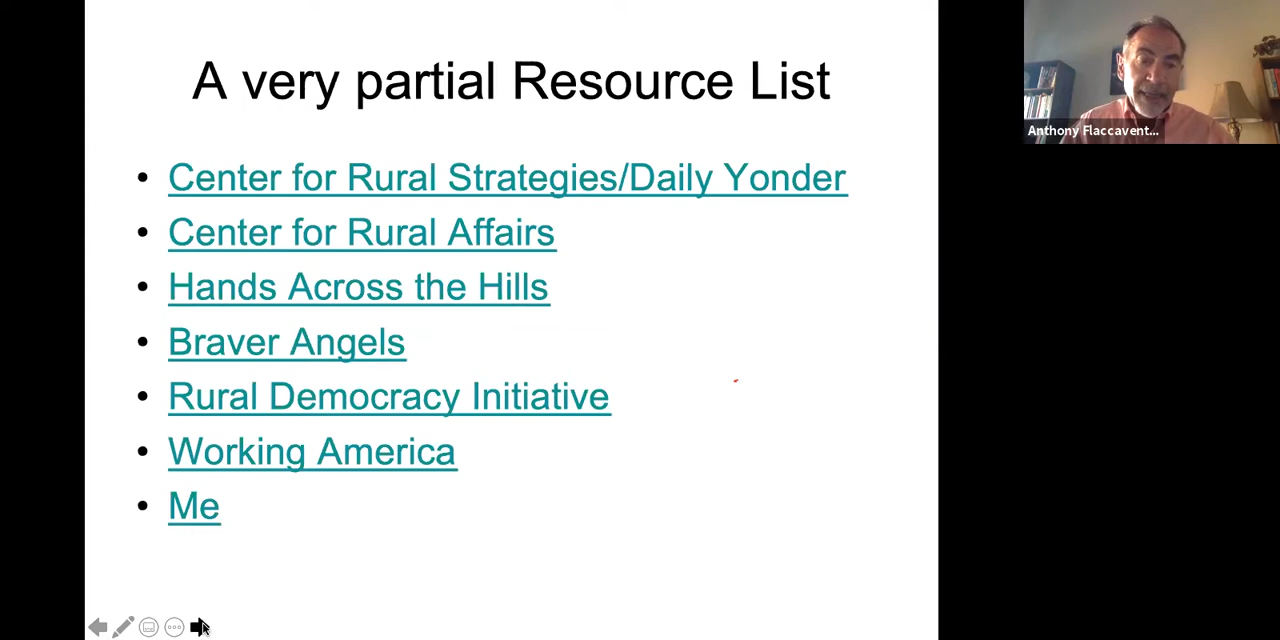 A very partial Resource List
• Center for Rural Strategies/Daily Yonder
• Center for Rural Affairs
• Hands Across the Hills
• Braver Angels
• Rural Democracy Initiative
• Working America
• Me
Anthony Flaccavent...